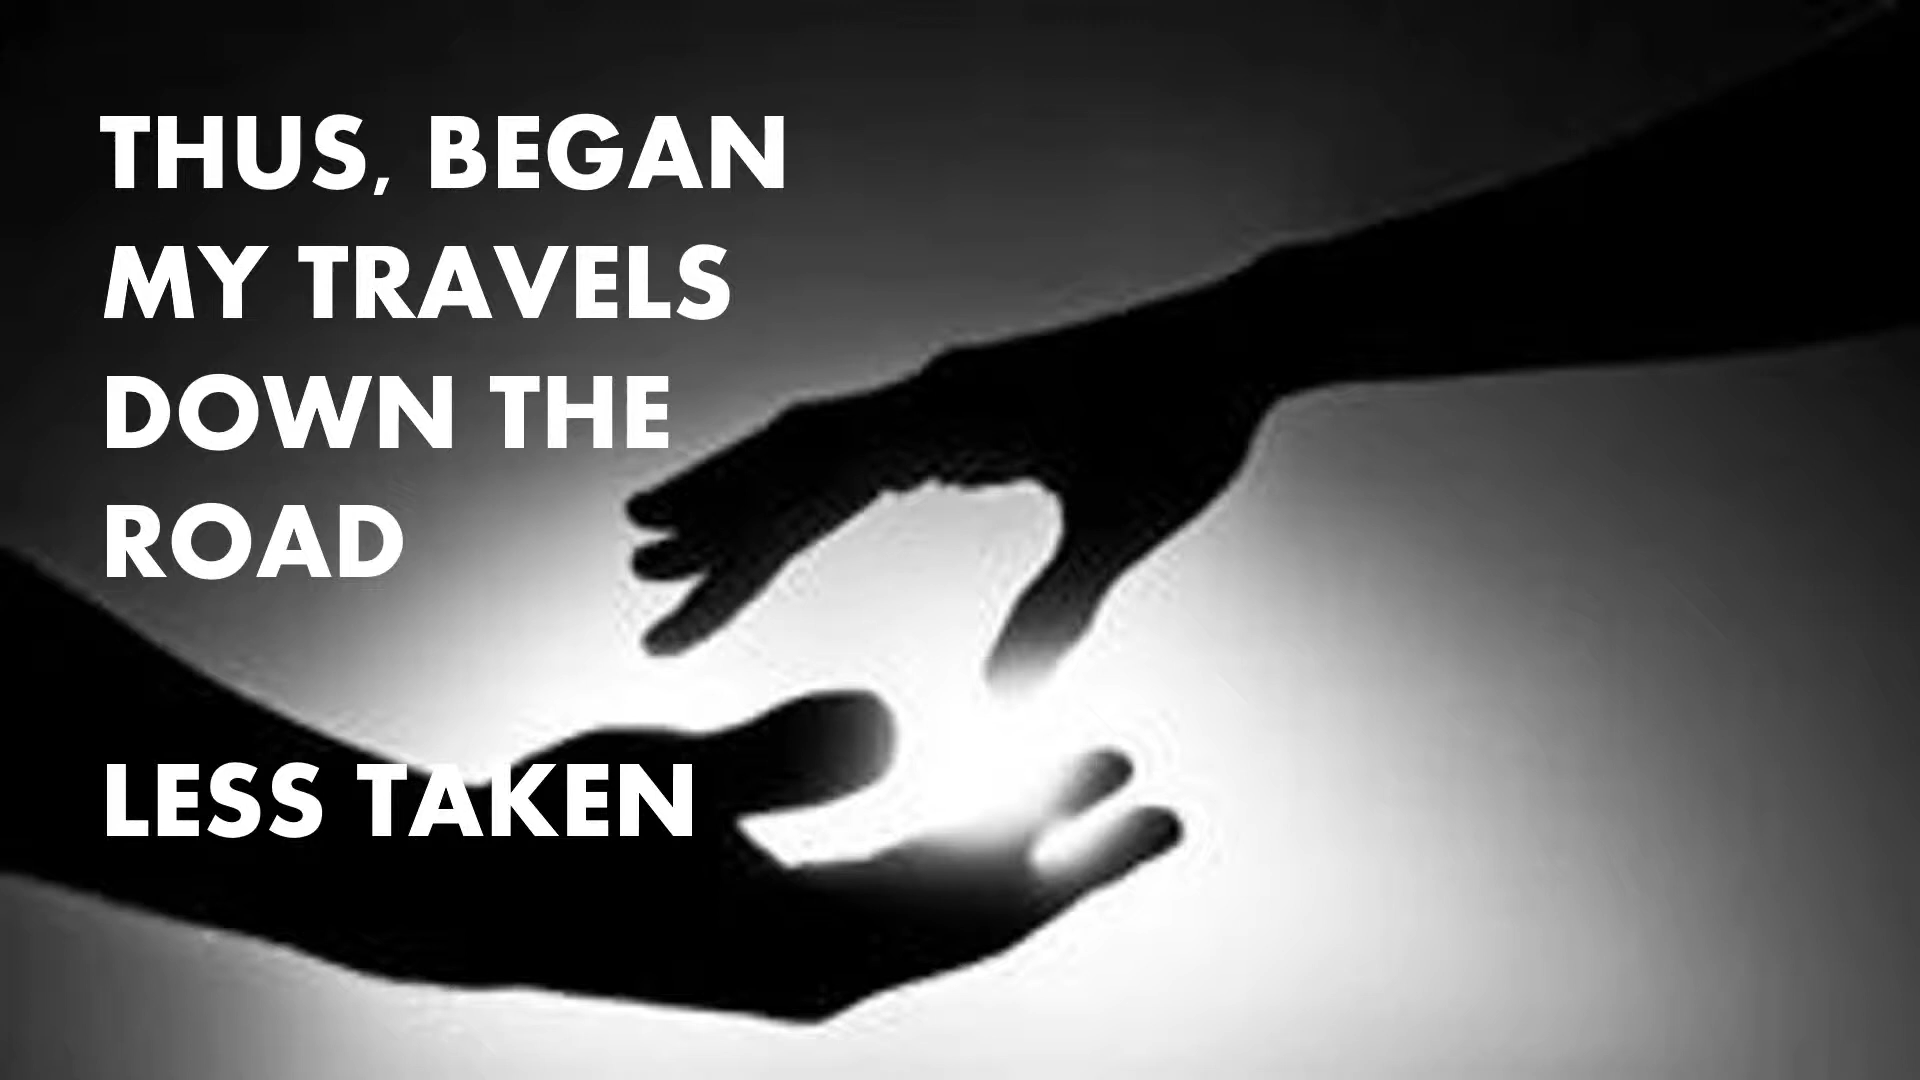 THUS, BEGAN
MY TRAVELS
DOWN THE
ROAD
LESS TAKEN